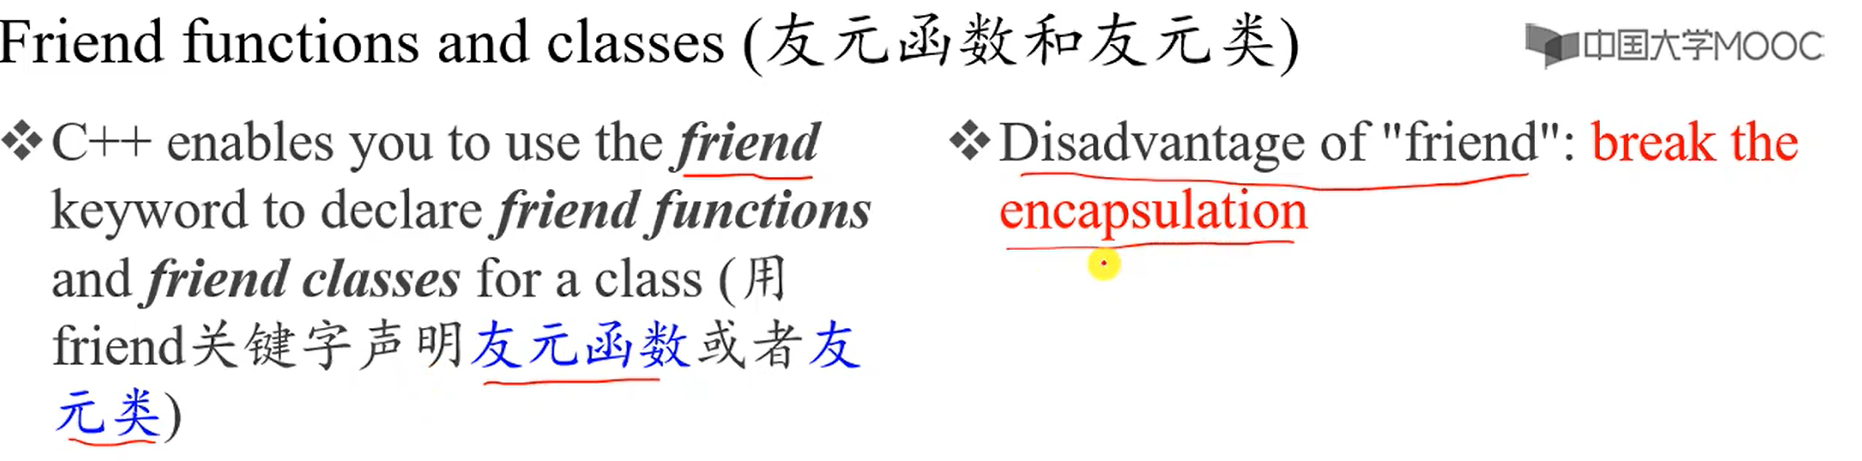 Friend functions and classes (友元函数和友元类)
中国大学MOOC
❖C++ enables you to use the friend
keyword to declare friend functions
and friend classes for a class (用
friend关键字声明友元函数或者友
元类)
❖Disadvantage of "friend": break the
encapsulation